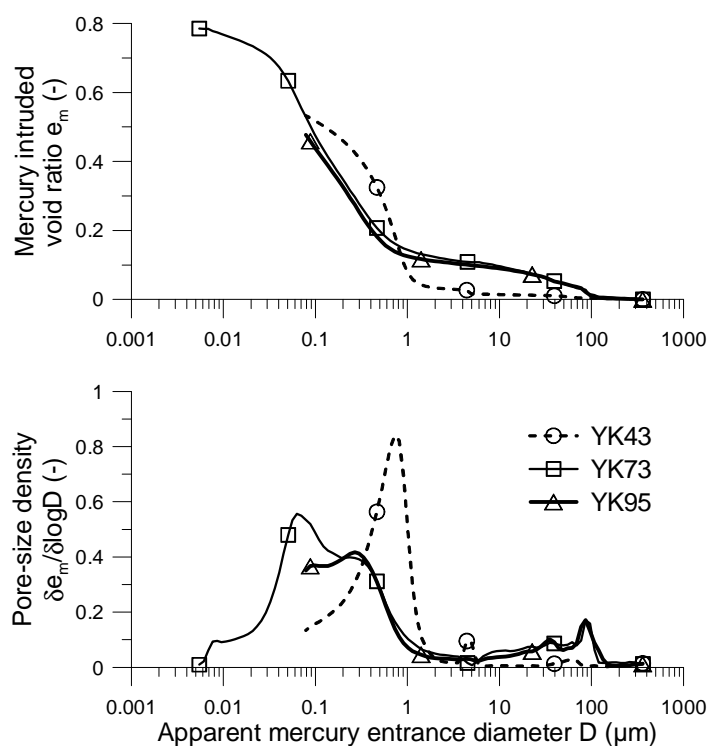 Mercury intruded
void ratio e_m (-)
0.8
0.6
0.4
0.2
0
0.001 0.01 0.1 1 10 100 1000
Pore-size density
δe_m/δlogD (-)
1
0.8
0.6
0.4
0.2
0
YK43
YK73
YK95
0.001 0.01 0.1 1 10 100 1000
Apparent mercury entrance diameter D (µm)